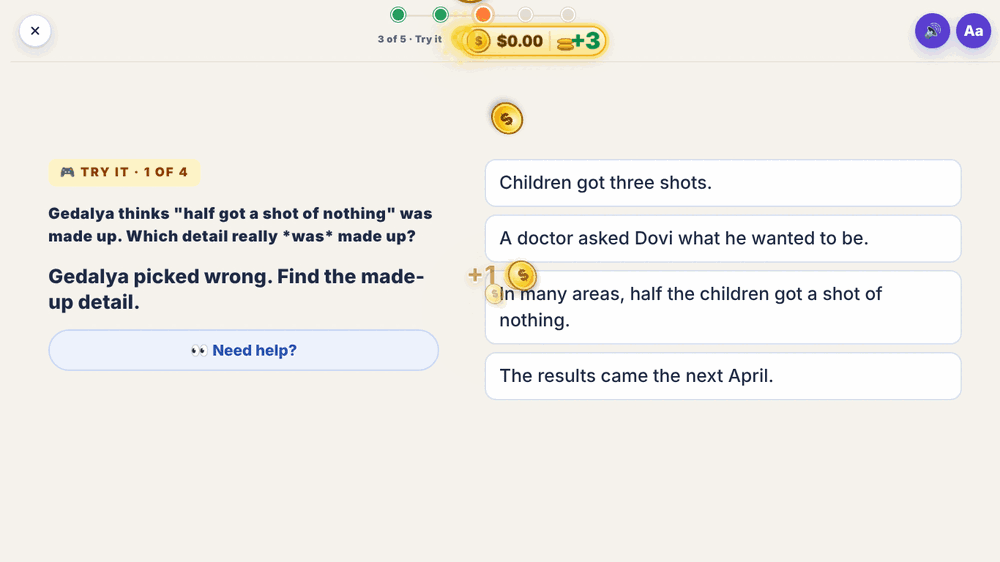 3 of 5 · Try it
$0.00
+3
Aa
TRY IT · 1 OF 4
Gedalya thinks "half got a shot of nothing" was
made up. Which detail really *was* made up?
Gedalya picked wrong. Find the made-
up detail.
Need help?
Children got three shots.
A doctor asked Dovi what he wanted to be.
+1
In many areas, half the children got a shot of
nothing.
The results came the next April.